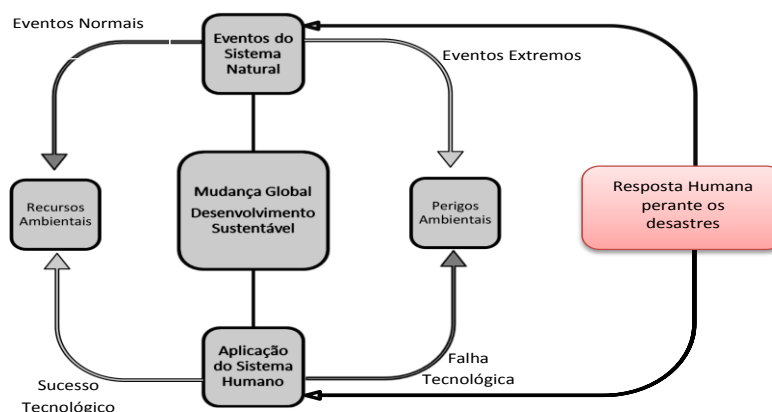 Eventos Normais
Eventos do
Sistema
Natural
Eventos Extremos
Mudança Global
Desenvolvimento
Sustentável
Recursos
Ambientais
Perigos
Ambientais
Resposta Humana
perante os
desastres
Aplicação
do Sistema
Humano
Sucesso
Tecnológico
Falha
Tecnológica